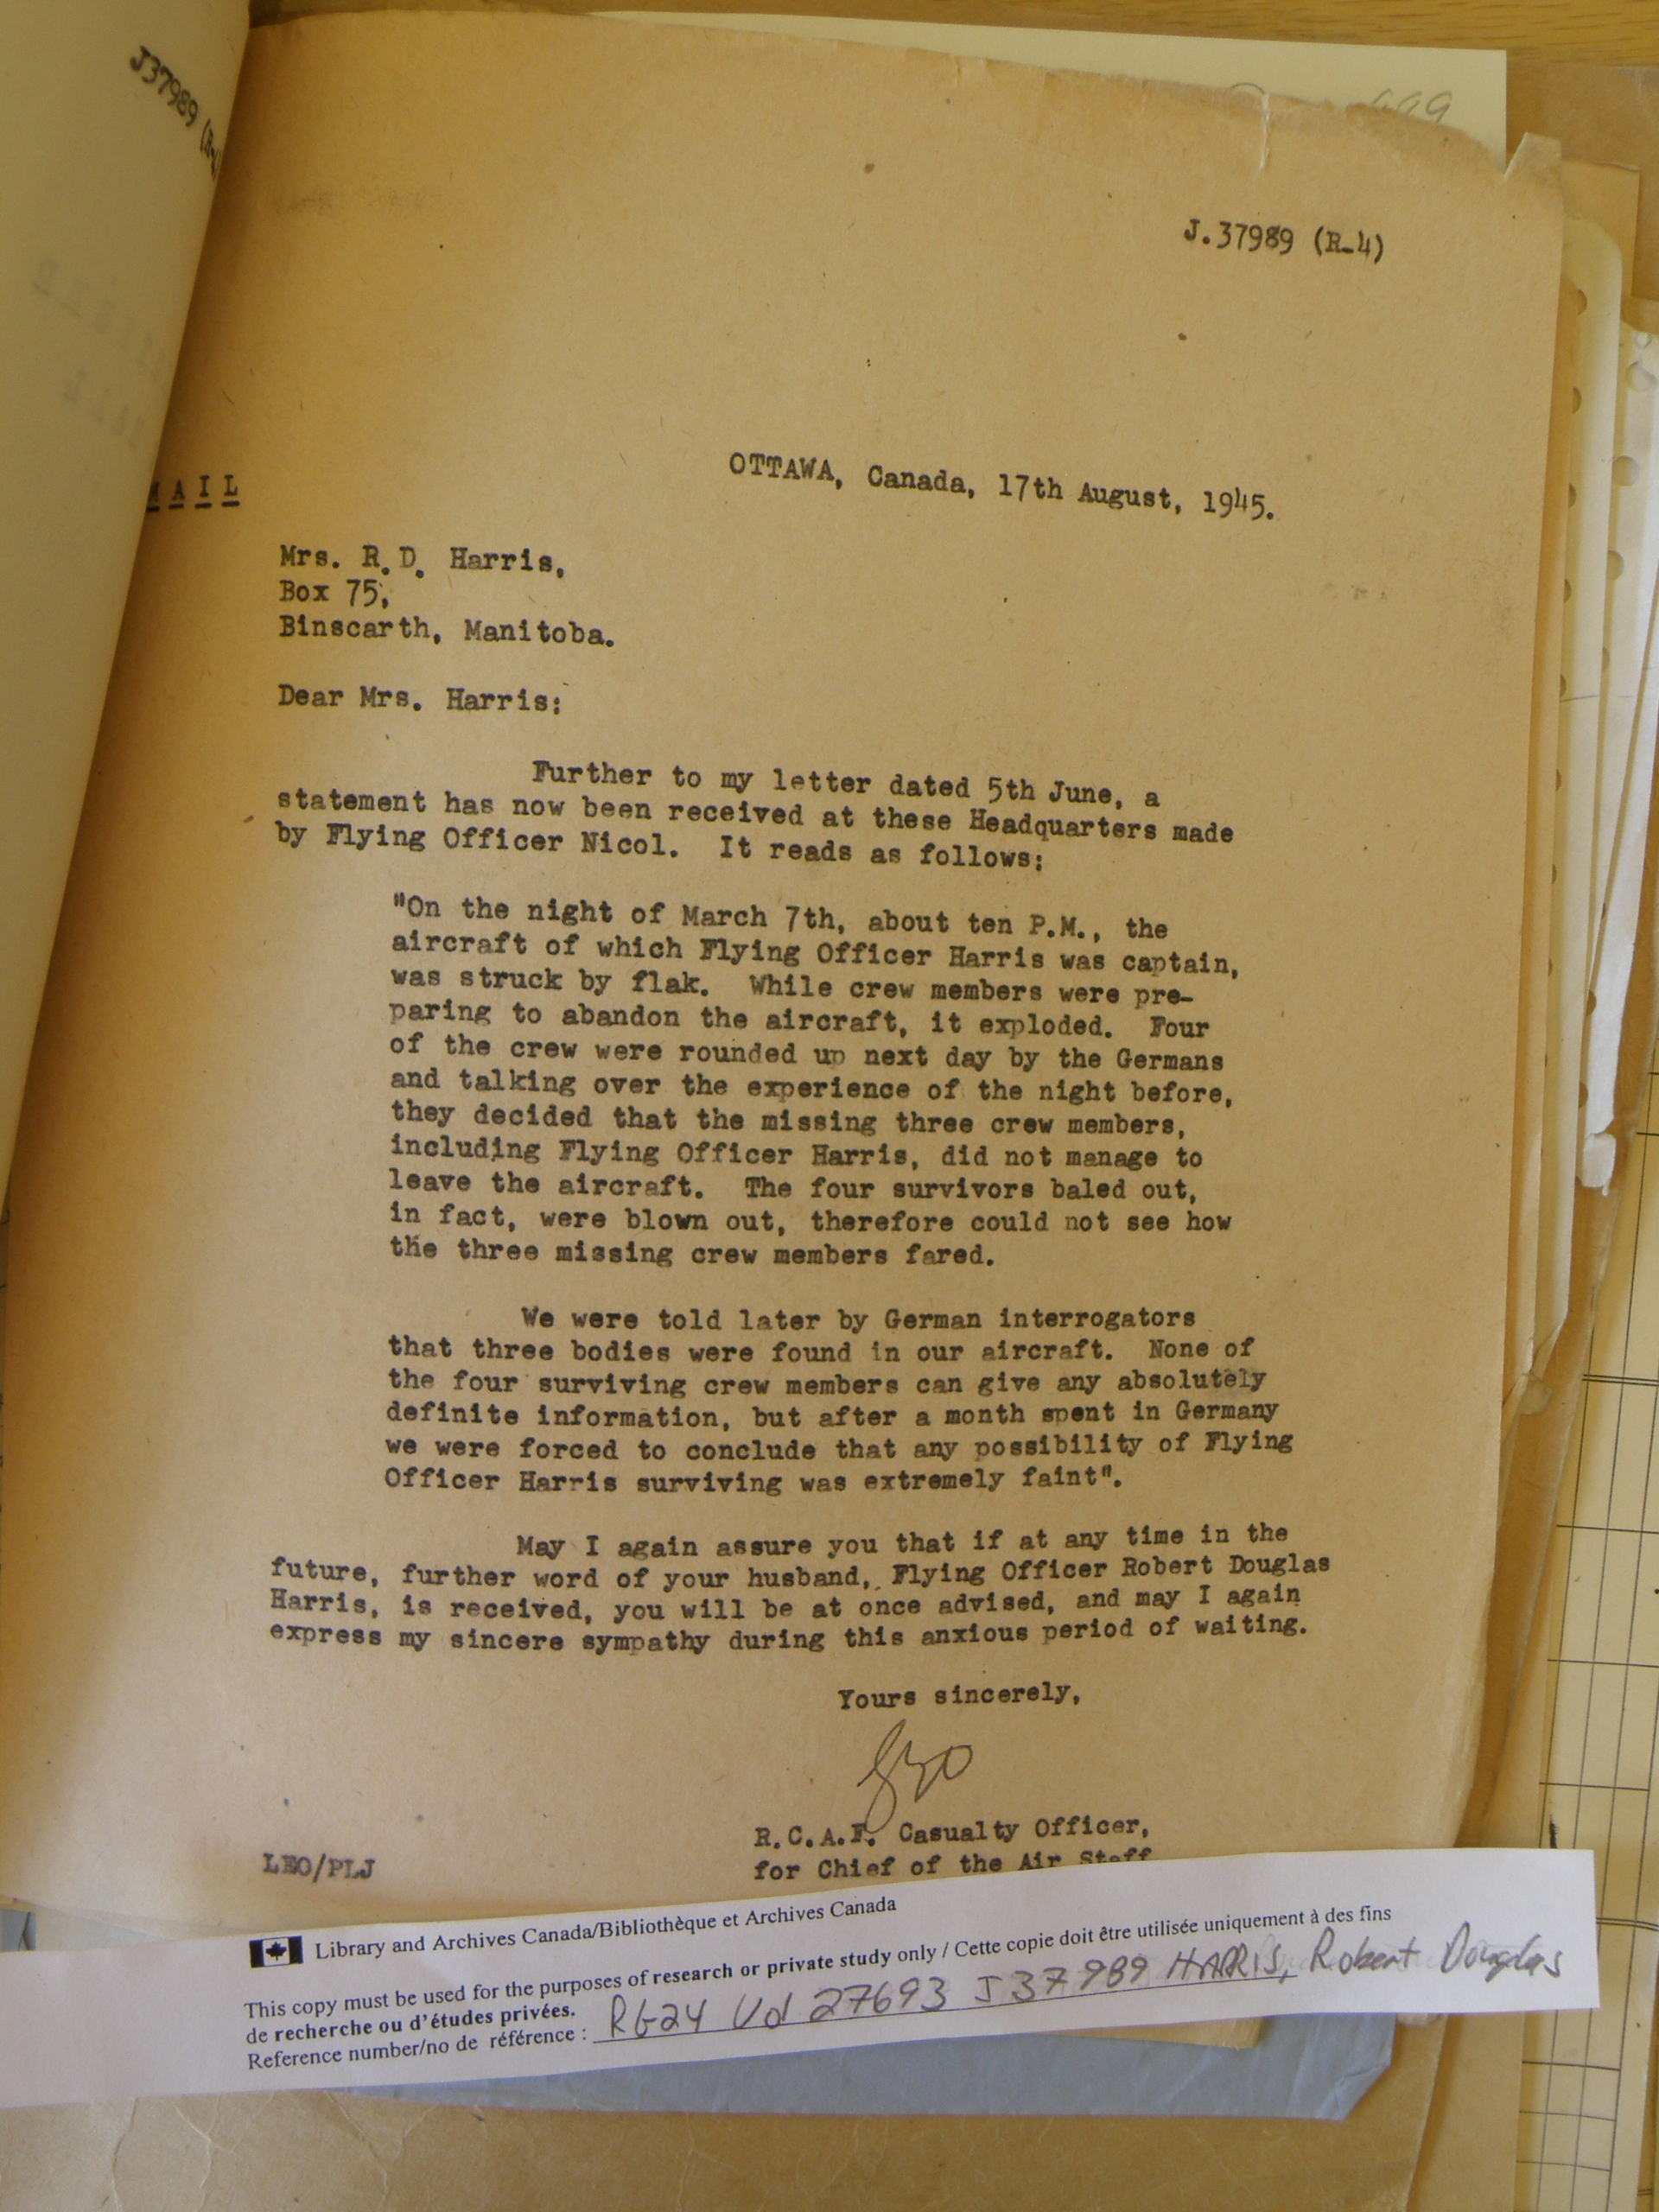 J37989
J.37989 (R-4)
OTTAWA, Canada, 17th August, 1945.
MAIL
Mrs. R.D. Harris,
Box 75,
Binscarth, Manitoba.
Dear Mrs. Harris:
Further to my letter dated 5th June, a
statement has now been received at these Headquarters made
by Flying Officer Nicol. It reads as follows:
"On the night of March 7th, about ten P.M., the
aircraft of which Flying Officer Harris was captain,
was struck by flak. While crew members were pre-
paring to abandon the aircraft, it exploded. Four
of the crew were rounded up next day by the Germans
and talking over the experience of the night before,
they decided that the missing three crew members,
including Flying Officer Harris, did not manage to
leave the aircraft. The four survivors baled out,
in fact, were blown out, therefore could not see how
the three missing crew members fared.
We were told later by German interrogators
that three bodies were found in our aircraft. None of
the four surviving crew members can give any absolutely
definite information, but after a month spent in Germany
we were forced to conclude that any possibility of Flying
Officer Harris surviving was extremely faint".
May I again assure you that if at any time in the
future, further word of your husband, Flying Officer Robert Douglas
Harris, is received, you will be at once advised, and may I again
express my sincere sympathy during this anxious period of waiting.
Yours sincerely,
R.C.A.F. Casualty Officer,
for Chief of the Air Staff
LEO/PLJ
Library and Archives Canada/Bibliothèque et Archives Canada
This copy must be used for the purposes of research or private study only / Cette copie doit être utilisée uniquement à des fins
de recherche ou d'études privées.
Reference number/no de référence : RG24 Vol 27693 J37989 HARRIS, Robert Douglas